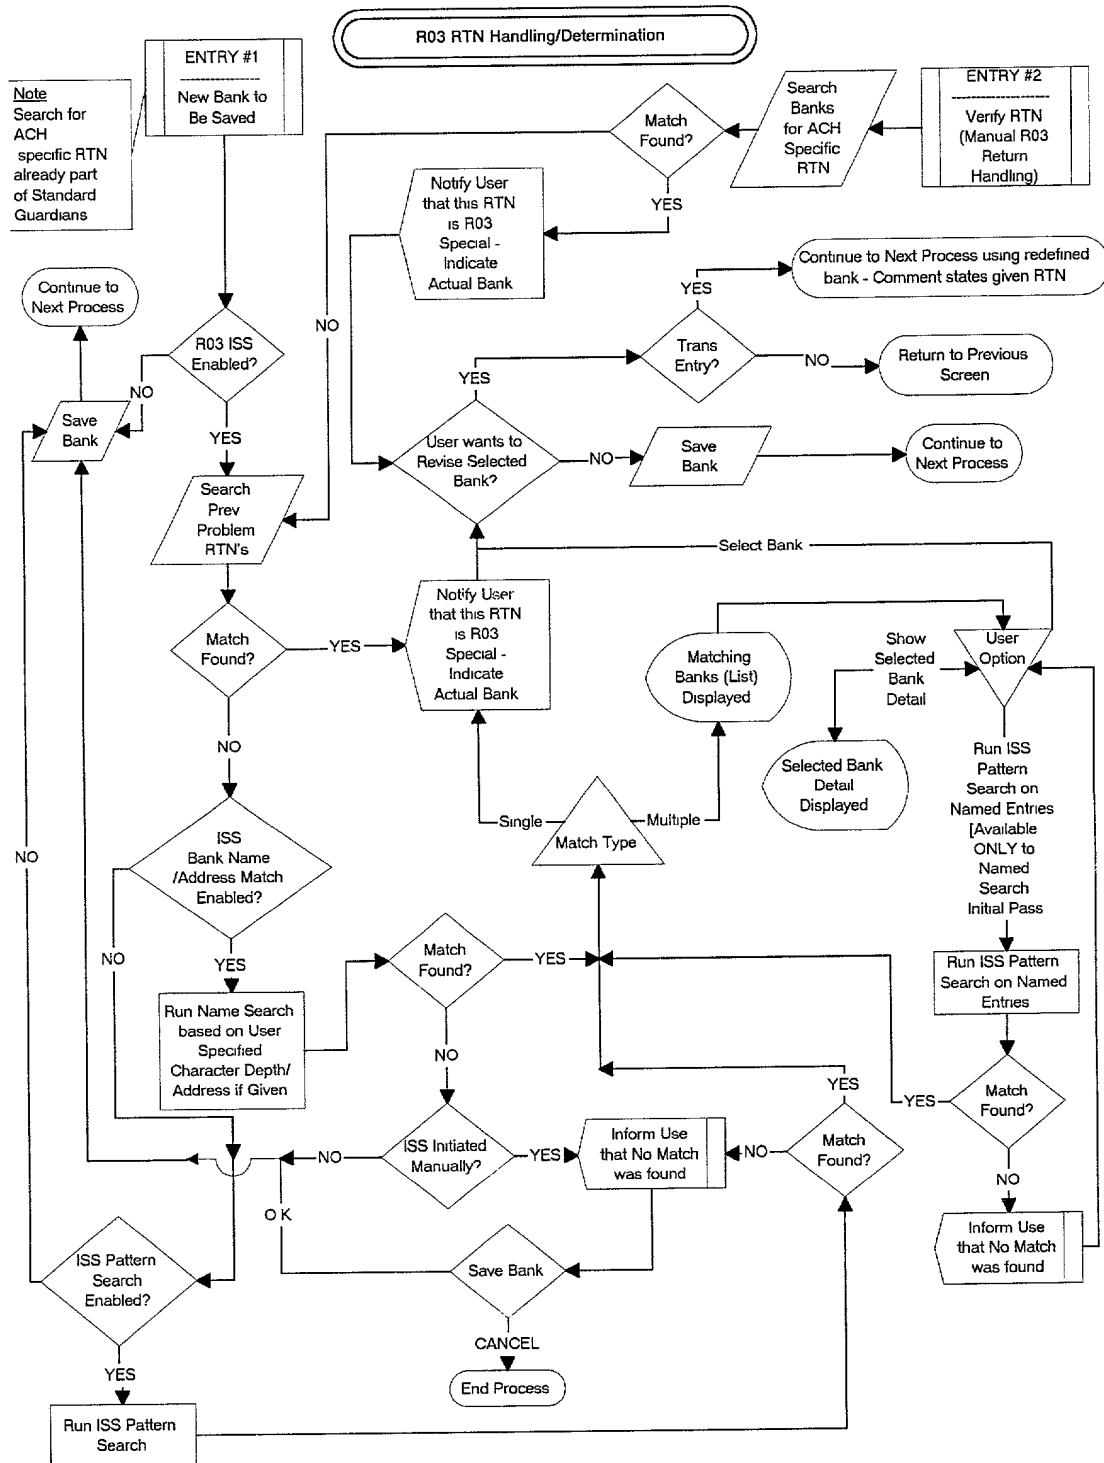 R03 RTN Handling/Determination
ENTRY #1
--------------
New Bank to
Be Saved
Note
Search for
ACH
specific RTN
already part
of Standard
Guardians
ENTRY #2
--------------
Verify RTN
(Manual R03
Return
Handling)
Search
Banks
for ACH
Specific
RTN
Match
Found?
YES
NO
Notify User
that this RTN
is R03
Special -
Indicate
Actual Bank
Continue to Next Process using redefined
bank - Comment states given RTN
YES
Trans
Entry?
NO
Return to Previous
Screen
Continue to
Next Process
R03 ISS
Enabled?
NO
Save
Bank
YES
YES
User wants to
Revise Selected
Bank?
NO
Save
Bank
Continue to
Next Process
Search
Prev
Problem
RTN's
Select Bank
Match
Found?
YES
Notify User
that this RTN
is R03
Special -
Indicate
Actual Bank
Matching
Banks (List)
Displayed
Show
Selected
Bank
Detail
User
Option
NO
Selected Bank
Detail
Displayed
Run ISS
Pattern
Search on
Named Entries
[Available
ONLY to
Named
Search
Initial Pass
Single
Multiple
Match Type
NO
ISS
Bank Name
/Address Match
Enabled?
NO
YES
Run Name Search
based on User
Specified
Character Depth/
Address if Given
Match
Found?
YES
NO
Run ISS Pattern
Search on Named
Entries
YES
Match
Found?
NO
ISS Initiated
Manually?
NO
YES
Inform Use
that No Match
was found
NO
Match
Found?
YES
Inform Use
that No Match
was found
O K
Save Bank
CANCEL
End Process
ISS Pattern
Search
Enabled?
YES
Run ISS Pattern
Search